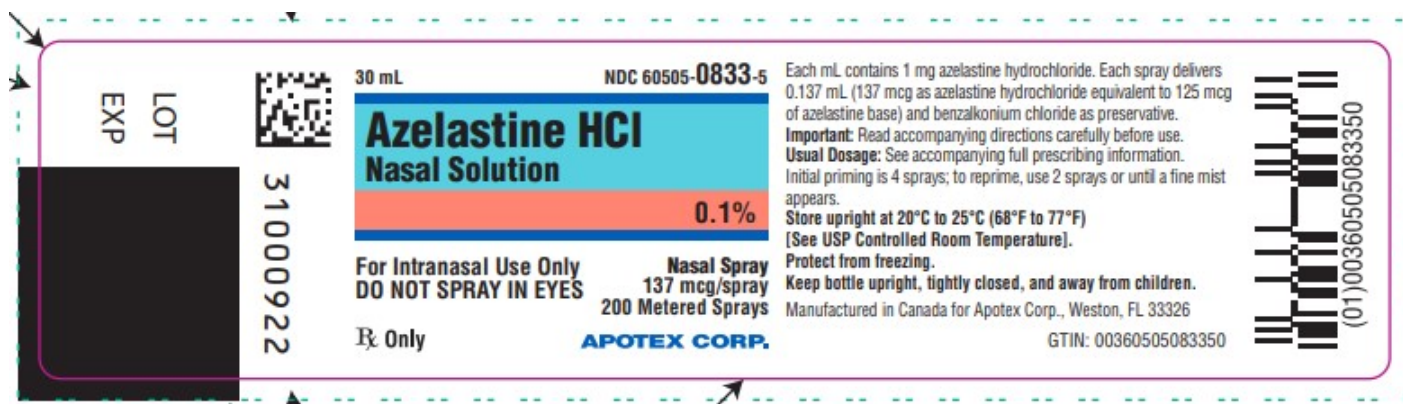 LOT
EXP
31000922
30 mL NDC 60505-0833-5
Azelastine HCl
Nasal Solution
0.1%
For Intranasal Use Only
DO NOT SPRAY IN EYES
Nasal Spray
137 mcg/spray
200 Metered Sprays
Rx Only
APOTEX CORP.
Each mL contains 1 mg azelastine hydrochloride. Each spray delivers
0.137 mL (137 mcg as azelastine hydrochloride equivalent to 125 mcg
of azelastine base) and benzalkonium chloride as preservative.
Important: Read accompanying directions carefully before use.
Usual Dosage: See accompanying full prescribing information.
Initial priming is 4 sprays; to reprime, use 2 sprays or until a fine mist
appears.
Store upright at 20°C to 25°C (68°F to 77°F)
[See USP Controlled Room Temperature].
Protect from freezing.
Keep bottle upright, tightly closed, and away from children.
Manufactured in Canada for Apotex Corp., Weston, FL 33326
GTIN: 00360505083350
(01)00360505083350